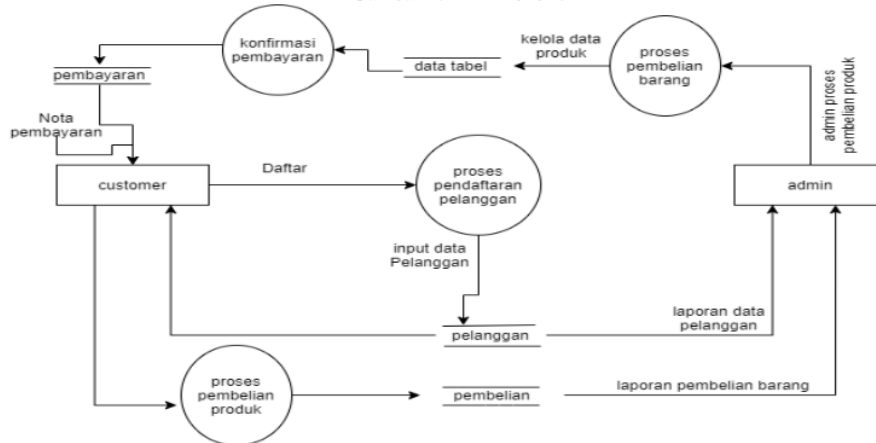 konfirmasi
pembayaran
kelola data
produk
proses
pembelian
barang
data tabel
pembayaran
admin proses
pembelian produk
Nota
pembayaran
Daftar
customer
proses
pendaftaran
pelanggan
admin
input data
Pelanggan
laporan data
pelanggan
pelanggan
proses
pembelian
produk
pembelian
laporan pembelian barang